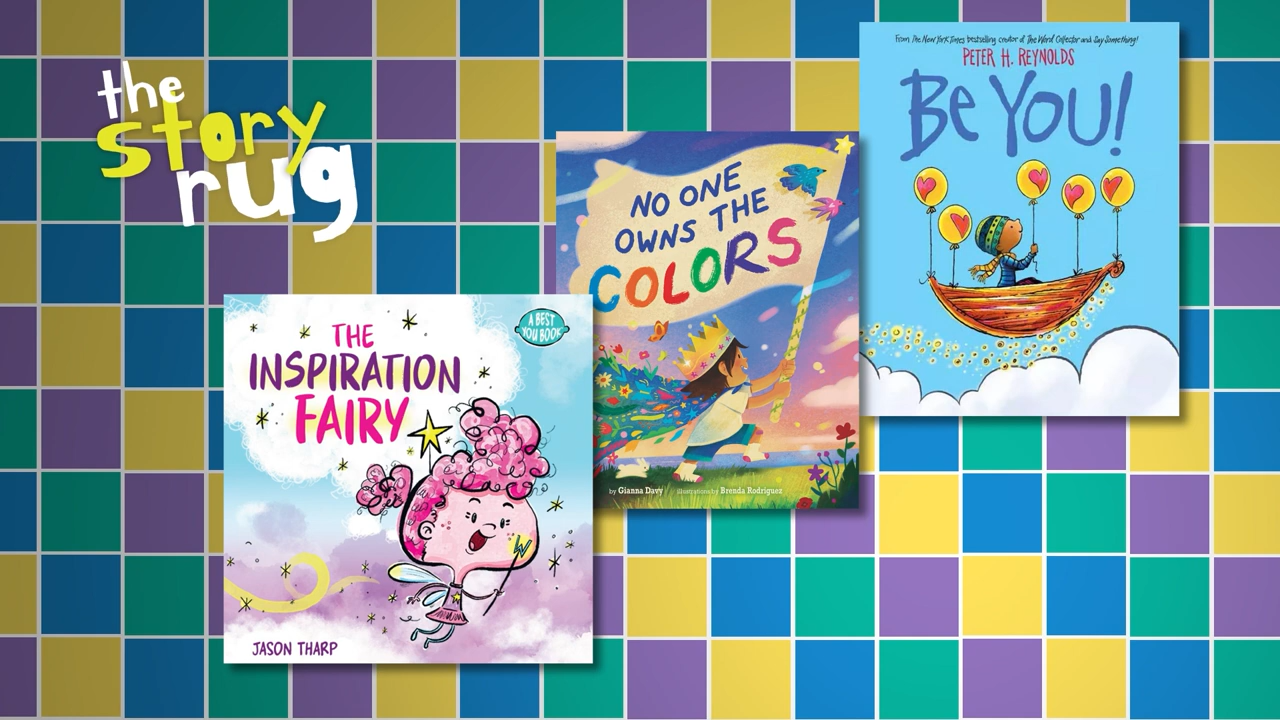 the
story
rug
THE
INSPIRATION
FAIRY
A BEST
YOU BOOK
JASON THARP
NO ONE
OWNS THE
COLORS
by Gianna Davy illustrations by Brenda Rodriguez
From The New York Times bestselling creator of The Word Collector and Say Something!
PETER H. REYNOLDS
Be You!